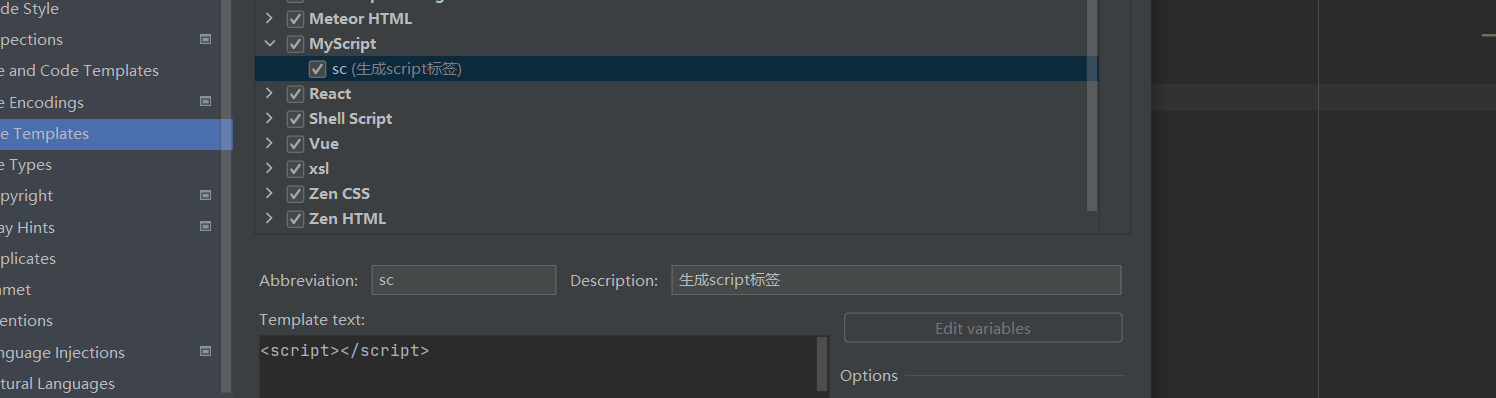 de Style
pections
e and Code Templates
e Encodings
e Templates
e Types
pyright
ay Hints
plicates
met
entions
nguage Injections
tural Languages
Meteor HTML
MyScript
sc (生成script标签)
React
Shell Script
Vue
xsl
Zen CSS
Zen HTML
Abbreviation: sc Description: 生成script标签
Template text:
Edit variables
<script></script>
Options